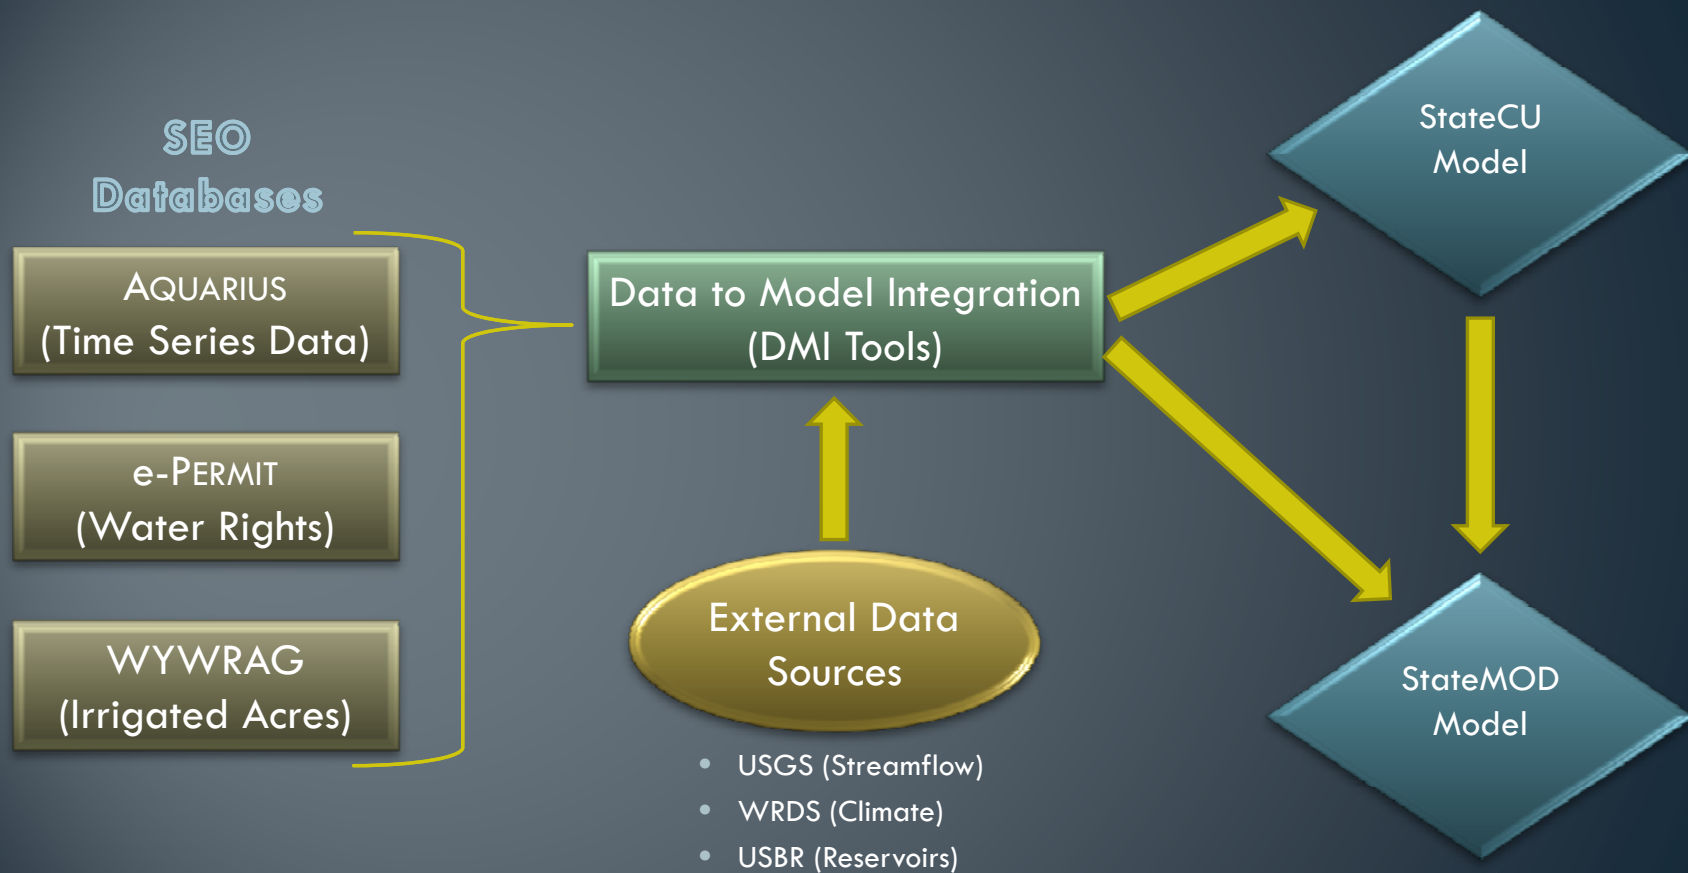 SEO
Databases
AQUARIUS
(Time Series Data)
e-PERMIT
(Water Rights)
WYWRAG
(Irrigated Acres)
Data to Model Integration
(DMI Tools)
External Data
Sources
• USGS (Streamflow)
• WRDS (Climate)
• USBR (Reservoirs)
StateCU
Model
StateMOD
Model